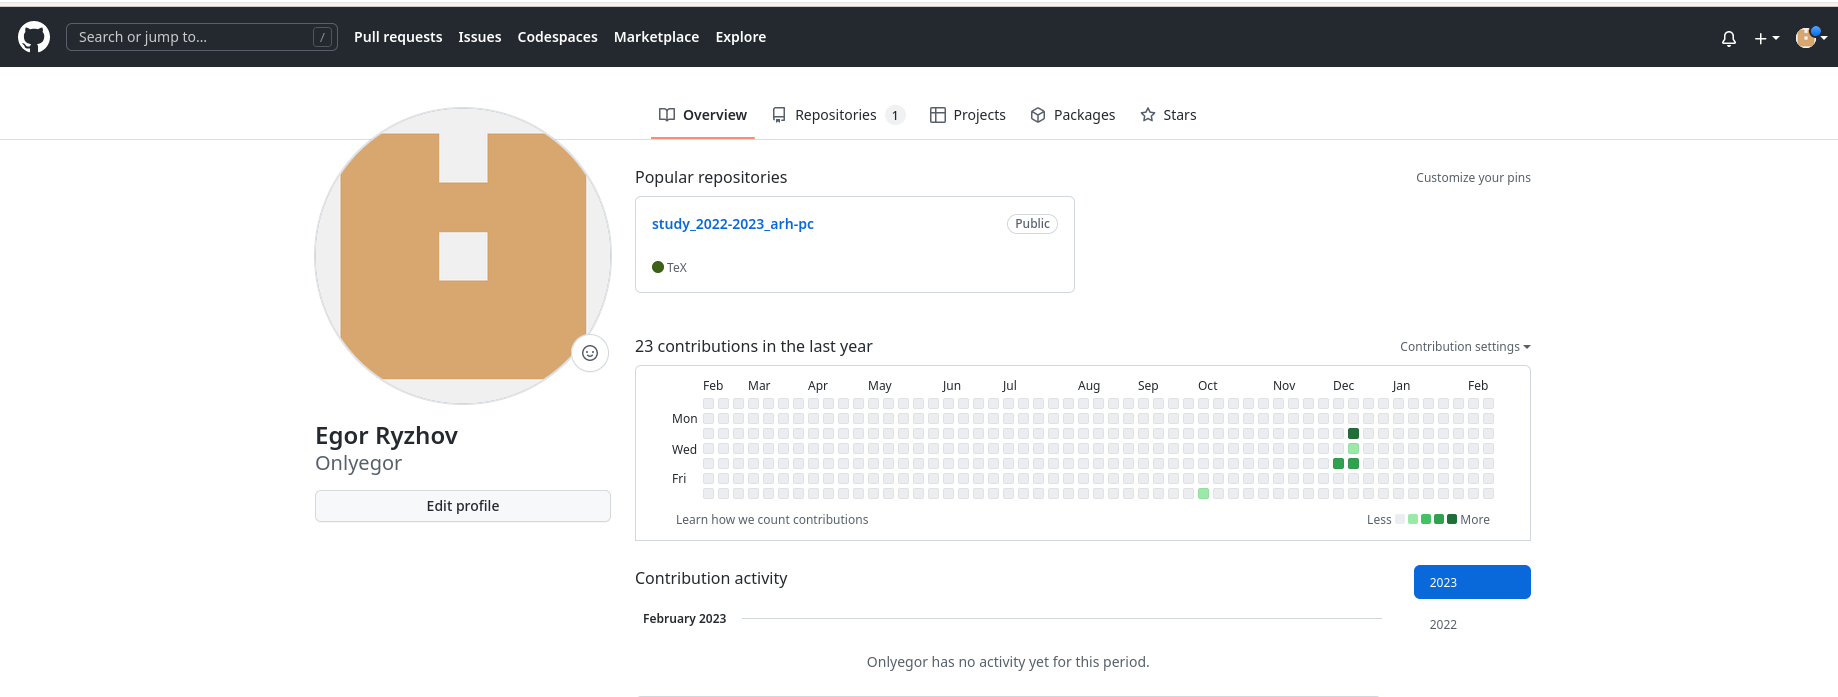 Search or jump to... / Pull requests Issues Codespaces Marketplace Explore
Overview Repositories 1 Projects Packages Stars
Popular repositories Customize your pins
study_2022-2023_arh-pc Public
TeX
23 contributions in the last year Contribution settings
Feb Mar Apr May Jun Jul Aug Sep Oct Nov Dec Jan Feb
Mon
Wed
Fri
Learn how we count contributions Less More
Egor Ryzhov
Onlyegor
Edit profile
Contribution activity 2023
February 2023 2022
Onlyegor has no activity yet for this period.